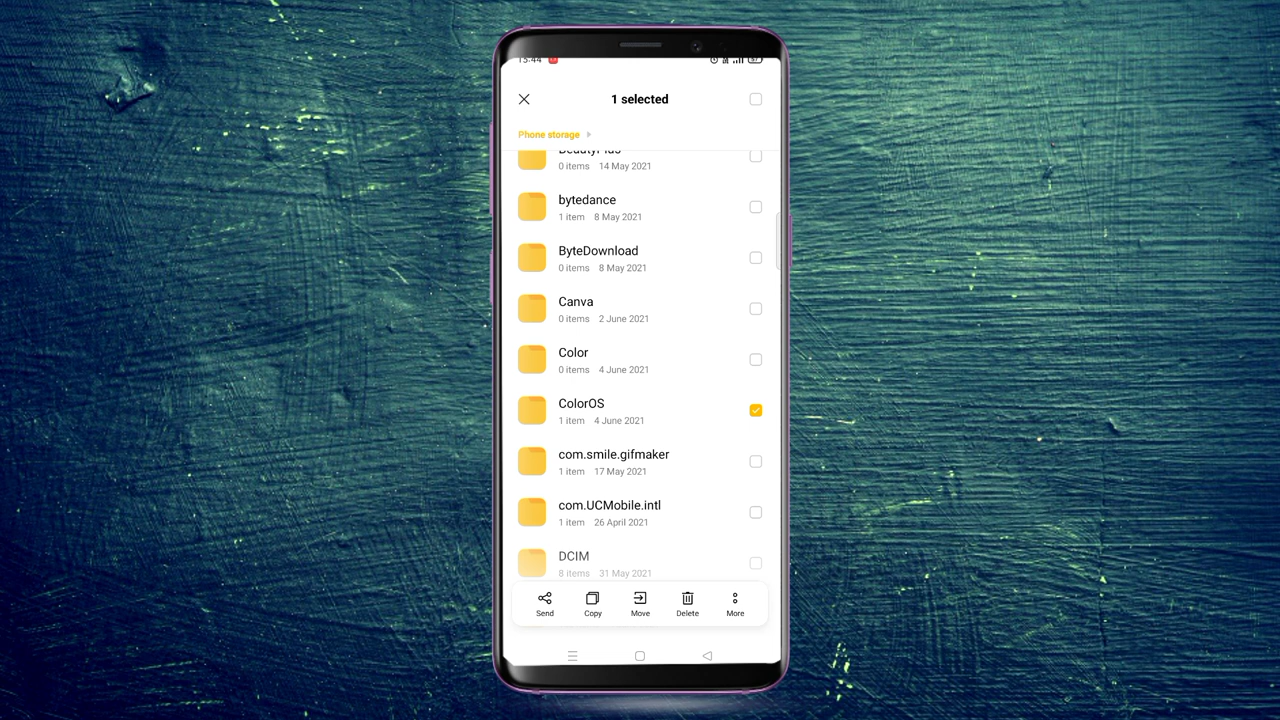 15:44
1 selected
Phone storage
BeautyPlus
0 items 14 May 2021
bytedance
1 item 8 May 2021
ByteDownload
0 items 8 May 2021
Canva
0 items 2 June 2021
Color
0 items 4 June 2021
ColorOS
1 item 4 June 2021
com.smile.gifmaker
1 item 17 May 2021
com.UCMobile.intl
1 item 26 April 2021
DCIM
8 items 31 May 2021
Send Copy Move Delete More